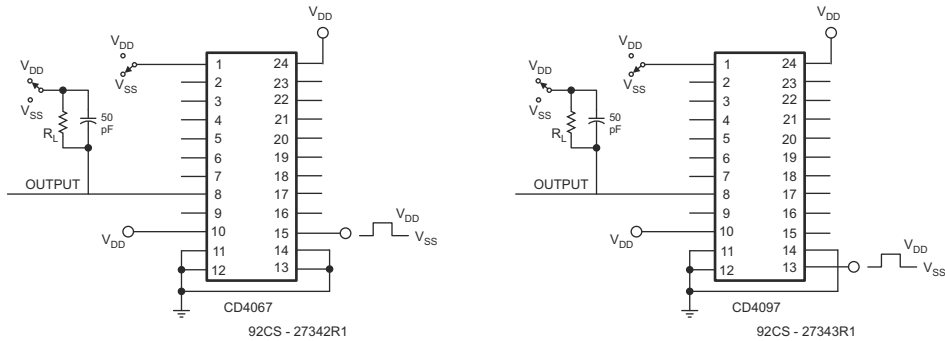 VDD
VDD
VSS
VDD
VSS
RL
50
pF
OUTPUT
VDD
1
2
3
4
5
6
7
8
9
10
11
12
24
23
22
21
20
19
18
17
16
15
14
13
VDD
VSS
CD4067
92CS - 27342R1
VDD
VDD
VSS
VDD
VSS
RL
50
pF
OUTPUT
VDD
1
2
3
4
5
6
7
8
9
10
11
12
24
23
22
21
20
19
18
17
16
15
14
13
VDD
VSS
CD4097
92CS - 27343R1